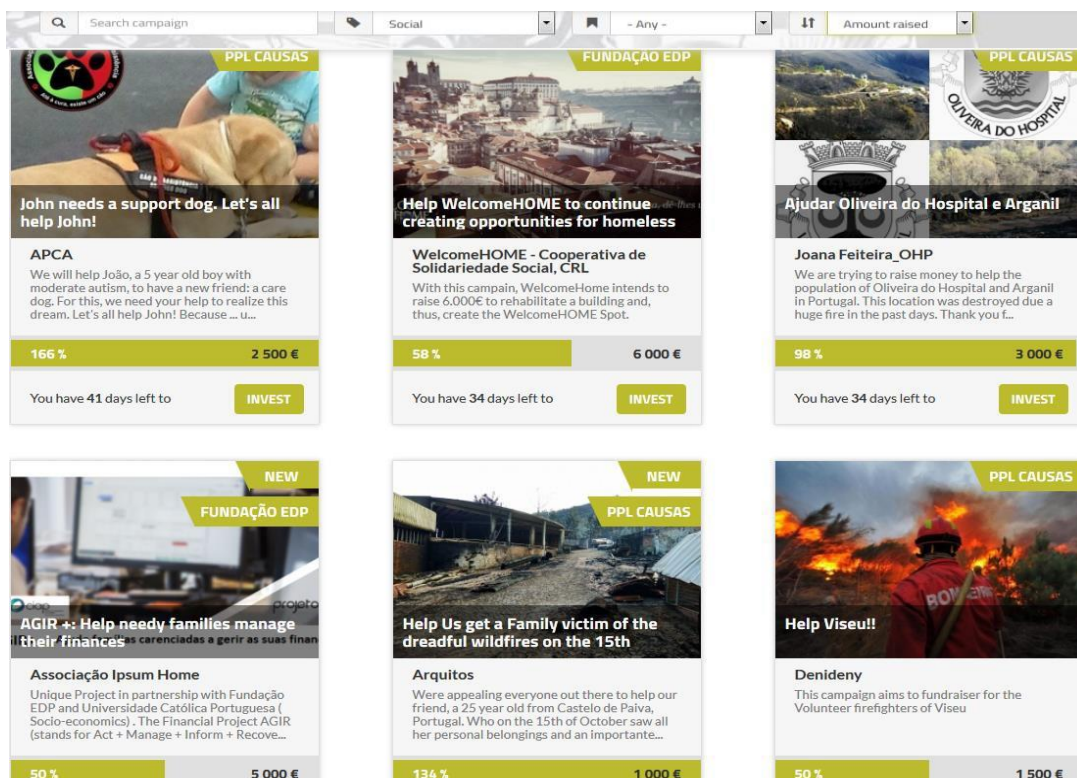 Search campaign
Social
- Any -
Amount raised
PPL CAUSAS
John needs a support dog. Let's all
help John!
APCA
We will help João, a 5 year old boy with
moderate autism, to have a new friend: a care
dog. For this, we need your help to realize this
dream. Let's all help John! Because ... u...
166 %
2 500 €
You have 41 days left to
INVEST
FUNDAÇÃO EDP
Help WelcomeHOME to continue
creating opportunities for homeless
WelcomeHOME - Cooperativa de
Solidariedade Social, CRL
With this campain, WelcomeHome intends to
raise 6.000€ to rehabilitate a building and,
thus, create the WelcomeHOME Spot.
58 %
6 000 €
You have 34 days left to
INVEST
PPL CAUSAS
OLIVEIRA DO HOSPITAL
Ajudar Oliveira do Hospital e Arganil
Joana Feiteira_OHP
We are trying to raise money to help the
population of Oliveira do Hospital and Arganil
in Portugal. This location was destroyed due a
huge fire in the past days. Thank you f...
98 %
3 000 €
You have 34 days left to
INVEST
NEW
FUNDAÇÃO EDP
projeto
AGIR +: Help needy families manage
their finances
carenciadas a gerir as suas finan
Associação Ipsum Home
Unique Project in partnership with Fundação
EDP and Universidade Católica Portuguesa (
Socio-economics) . The Financial Project AGIR
(stands for Act + Manage + Inform + Recove...
50 %
5 000 €
NEW
PPL CAUSAS
Help Us get a Family victim of the
dreadful wildfires on the 15th
Arquitos
Were appealing everyone out there to help our
friend, a 25 year old from Castelo de Paiva,
Portugal. Who on the 15th of October saw all
her personal belongings and an importante...
134 %
1 000 €
PPL CAUSAS
Help Viseu!!
Denideny
This campaign aims to fundraiser for the
Volunteer firefighters of Viseu
50 %
1 500 €